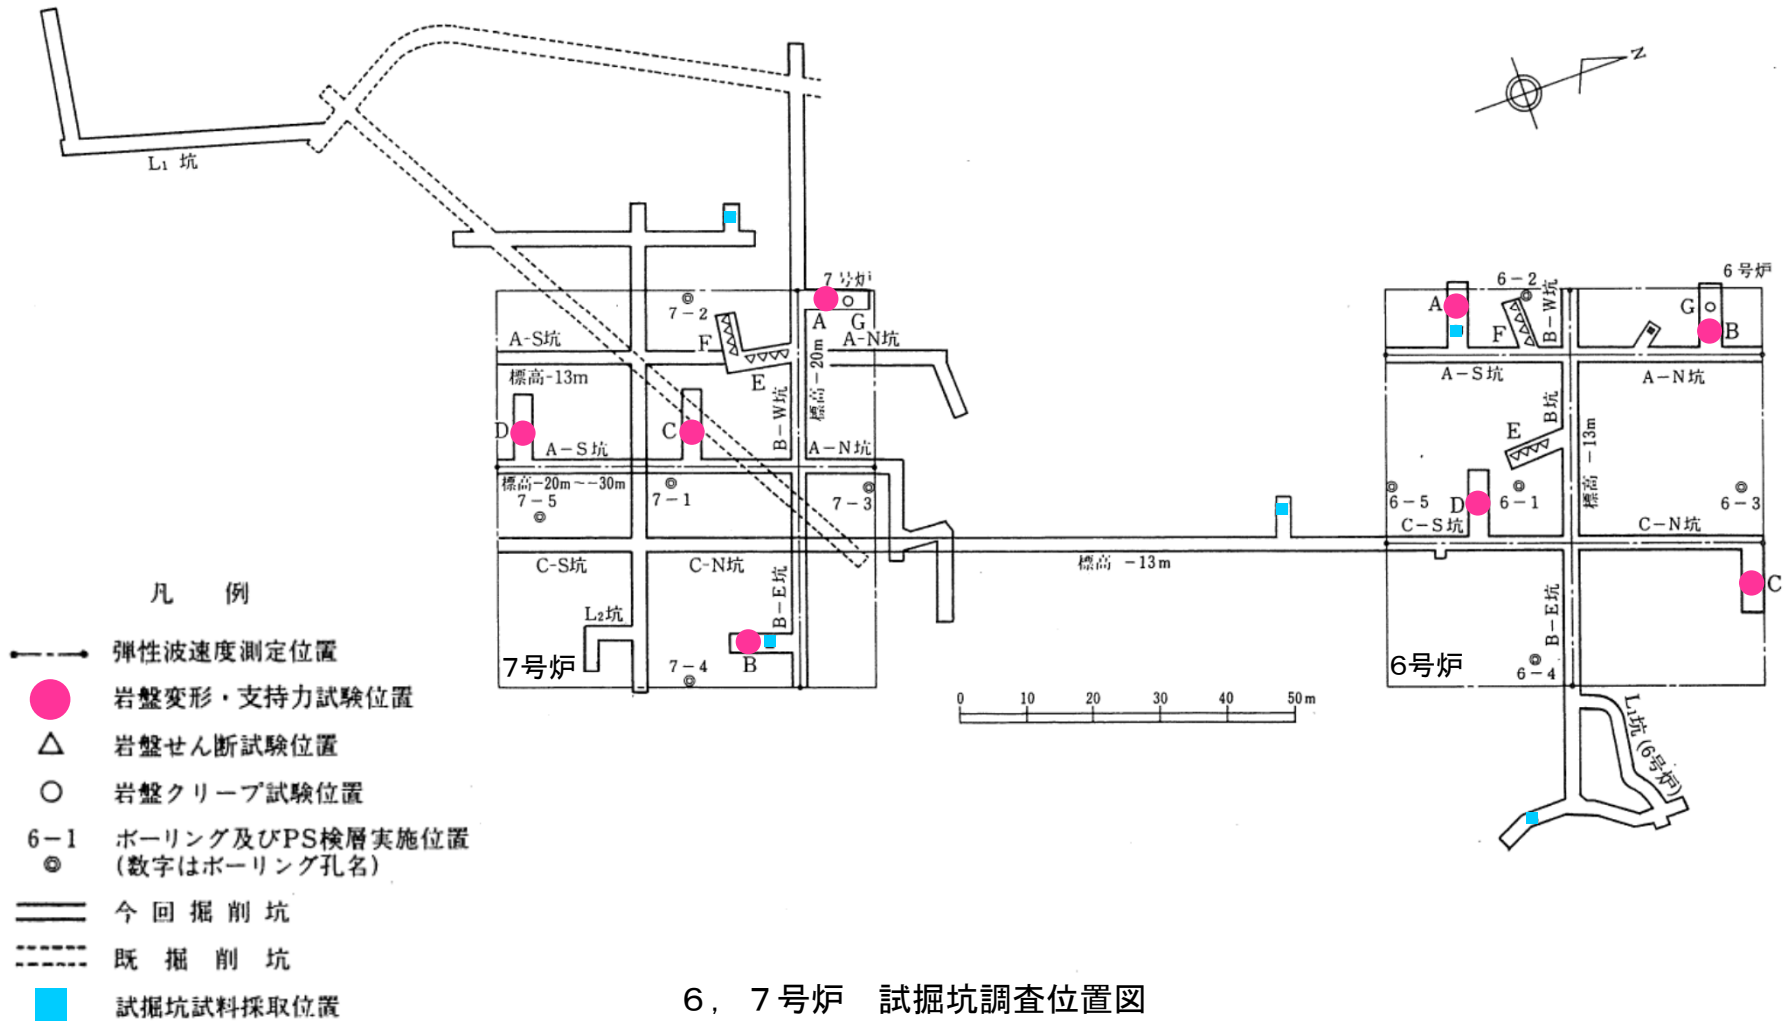 N
L₁ 坑
7号炉
7－2
A
G
F
A-S坑
A－N坑
標高-13m
E
標高－20m
B－W坑
D
C
A－S坑
A－N坑
標高-20m～-30m
7－5
7－1
7－3
C-S坑
C-N坑
標高 －13m
L₂坑
B－E坑
7号炉
7－4
B
6－2
6号炉
A
F
B－W坑
G
B
A－S坑
A－N坑
B坑
E
標高 －13m
6－5
D
6－1
6－3
C－S坑
C－N坑
C
6号炉
B－E坑
6－4
L₁坑(6号炉)
0 10 20 30 40 50m
凡 例
弾性波速度測定位置
岩盤変形・支持力試験位置
岩盤せん断試験位置
岩盤クリープ試験位置
6－1 ボーリング及びPS検層実施位置
(数字はボーリング孔名)
今回掘削坑
既掘削坑
試掘坑試料採取位置
６，７号炉　試掘坑調査位置図